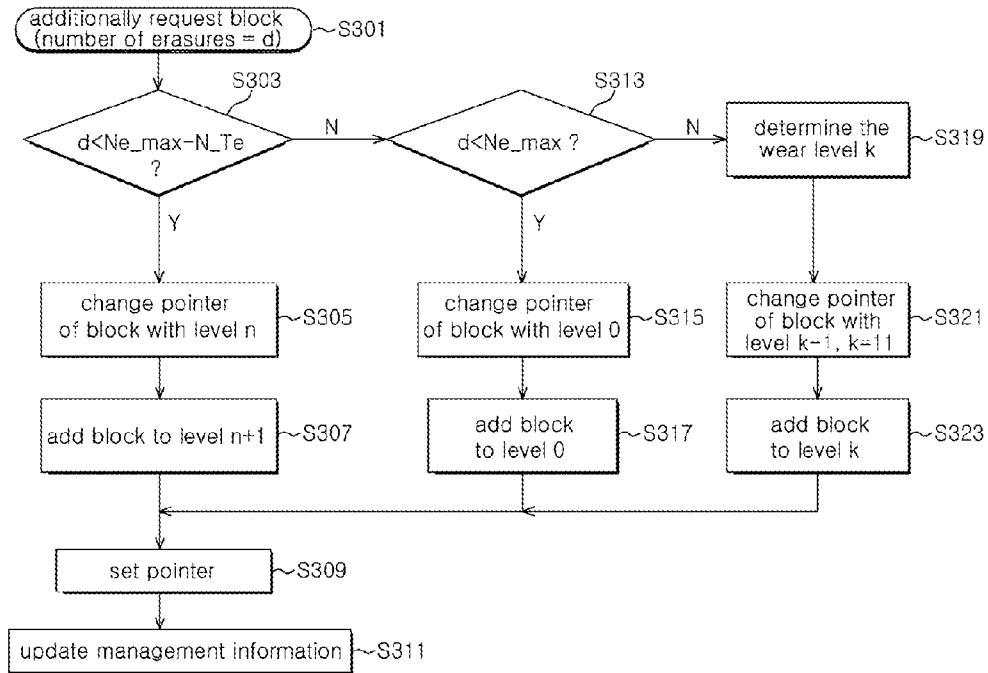 additionally request block
(number of erasures = d)
S301
S303
d<Ne_max-N_Te
?
N
Y
S313
d<Ne_max ?
N
Y
determine the
wear level k
S319
change pointer
of block with level n
S305
change pointer
of block with level 0
S315
change pointer
of block with
level k-1, k=11
S321
add block to level n+1
S307
add block
to level 0
S317
add block
to level k
S323
set pointer
S309
update management information
S311